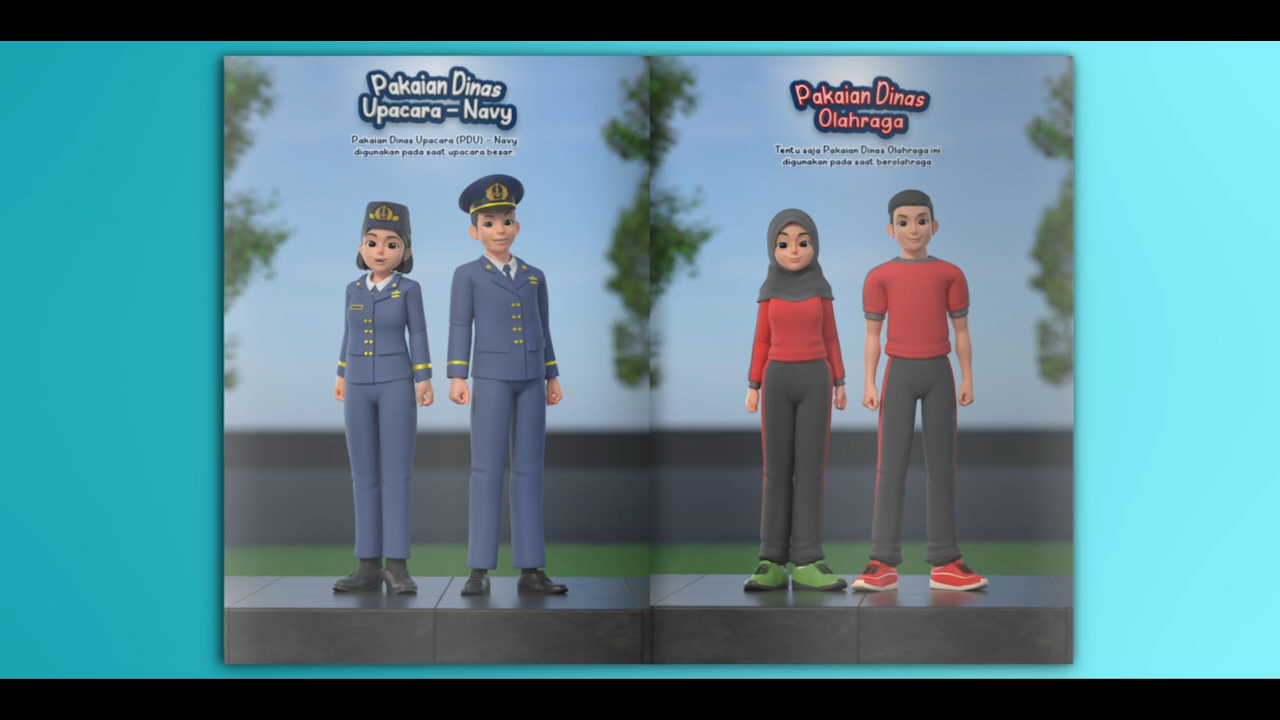 Pakaian Dinas
Upacara - Navy
Pakaian Dinas Upacara (PDU) - Navy
digunakan pada saat upacara besar.
Pakaian Dinas
Olahraga
Tentu saja Pakaian Dinas Olahraga ini
digunakan pada saat berolahraga